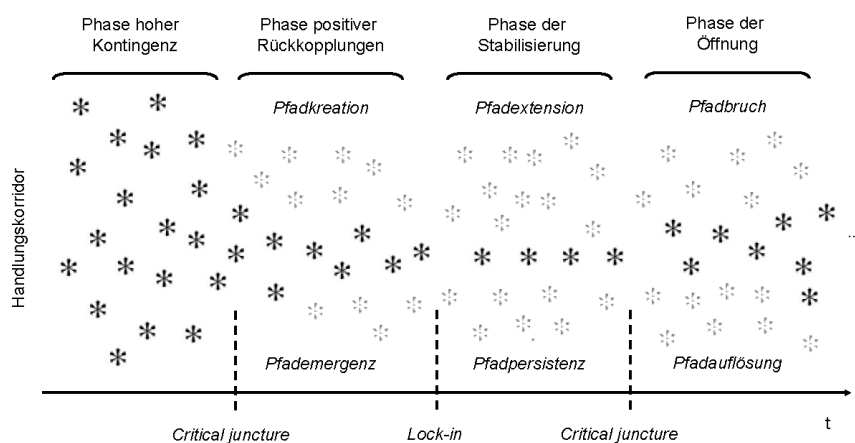 Phase hoher
Kontingenz
Phase positiver
Rückkopplungen
Phase der
Stabilisierung
Phase der
Öffnung
Pfadkreation
Pfadextension
Pfadbruch
Handlungskorridor
...
Pfademergenz
Pfadpersistenz
Pfadauflösung
Critical juncture
Lock-in
Critical juncture
t